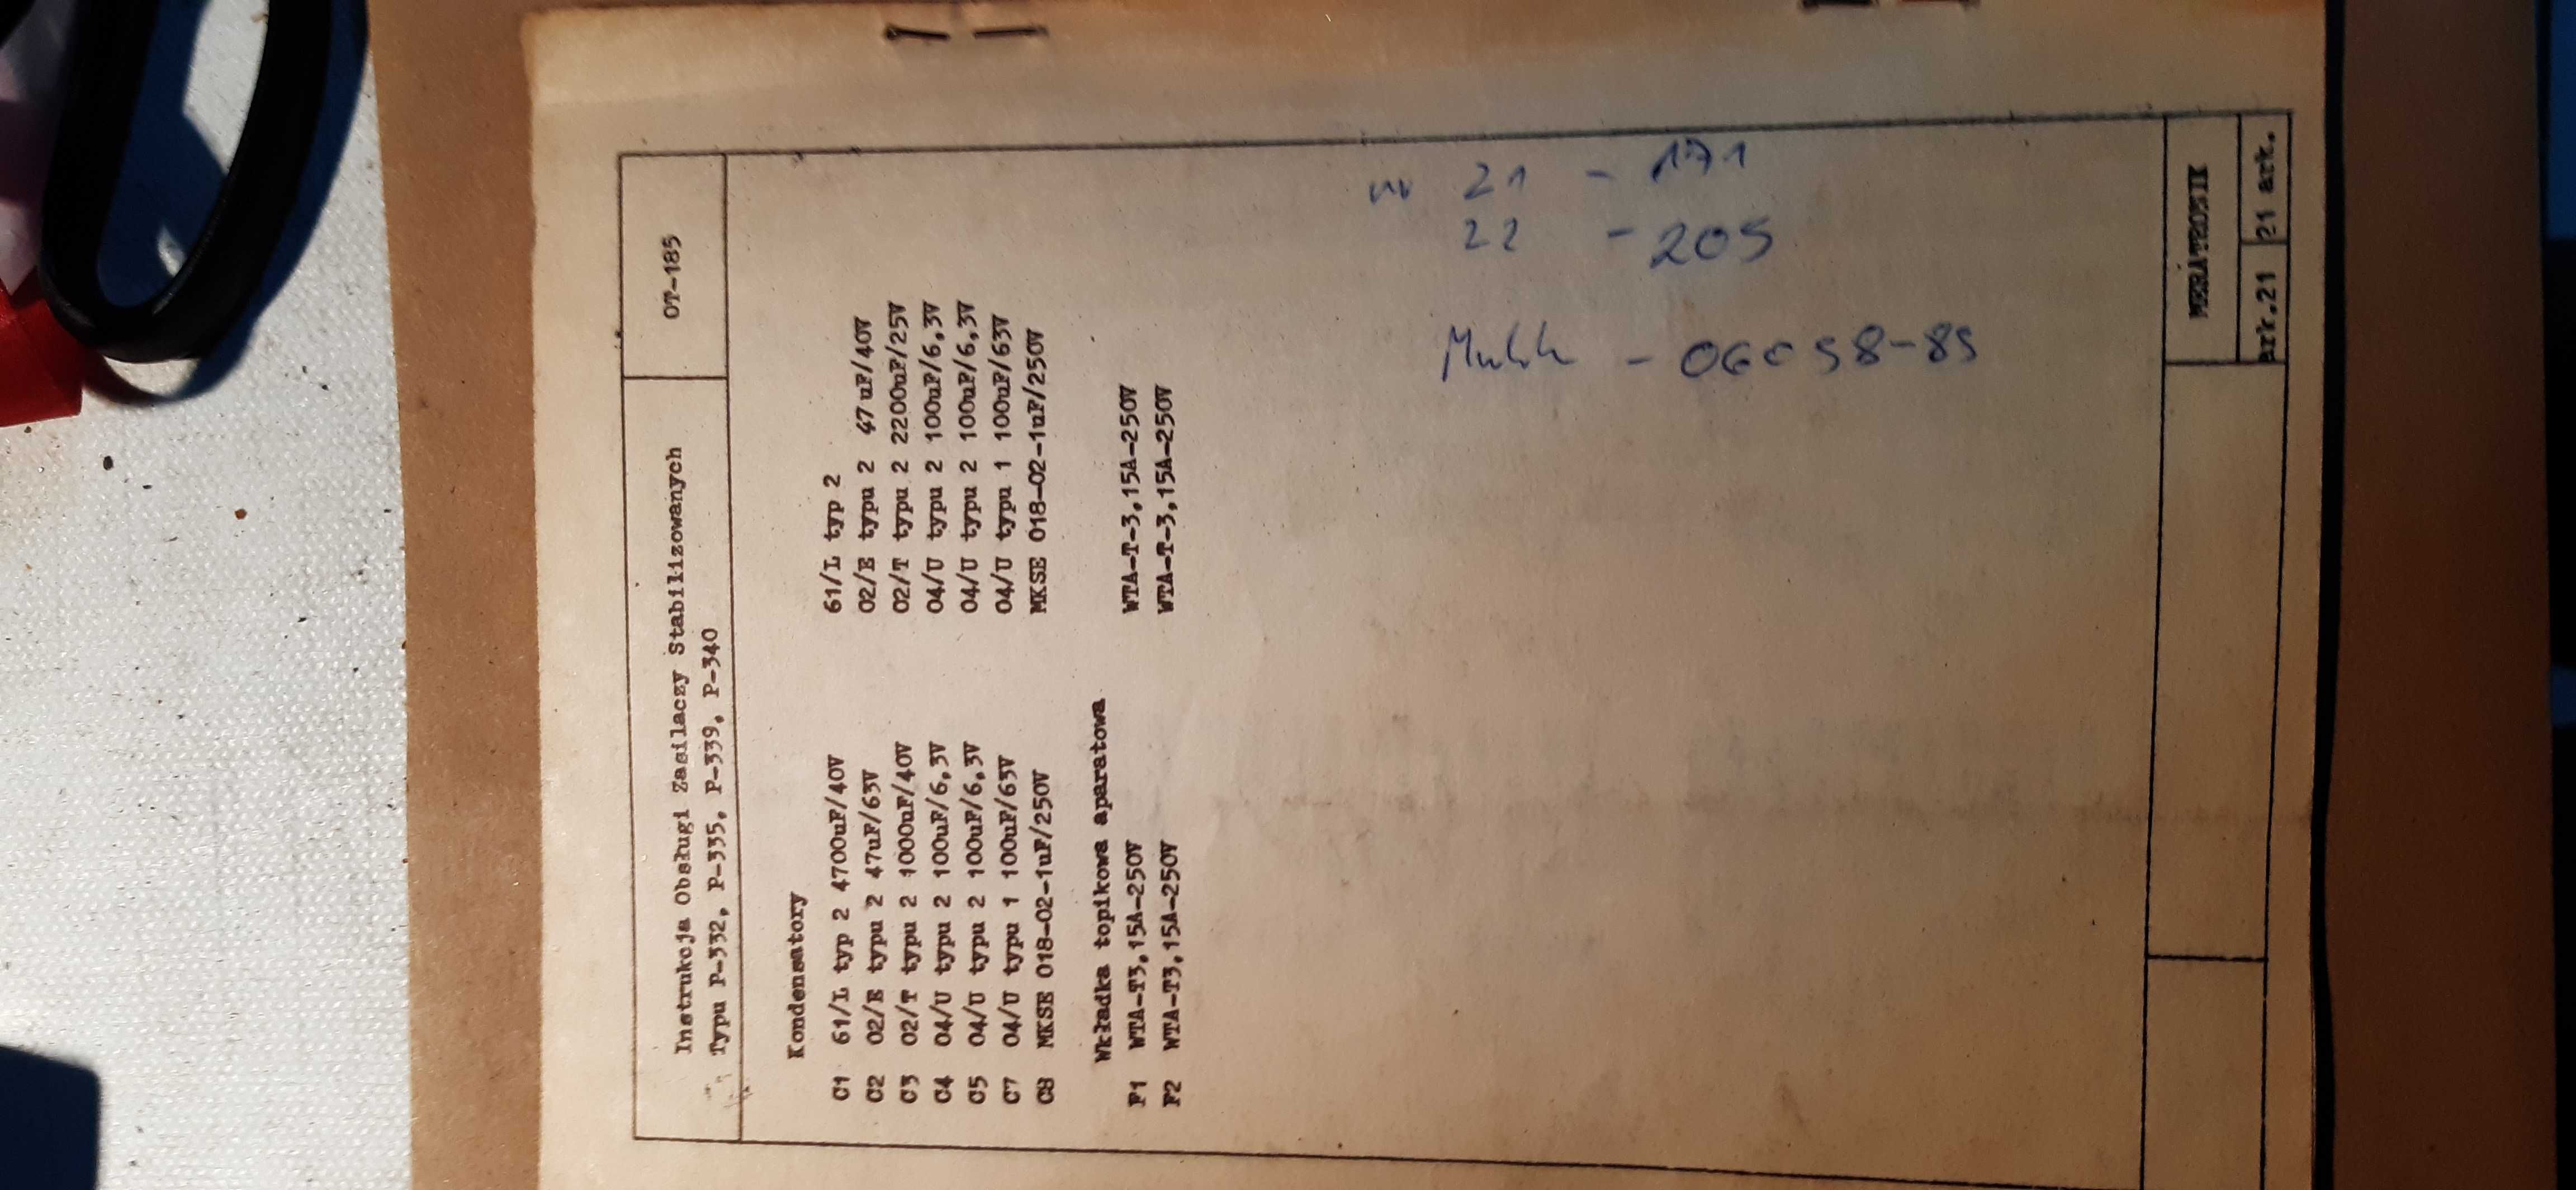 Instrukcja Obsługi Zasilaczy Stabilizowanych OT-185
Typu P-332, P-335, P-339, P-340
Kondensatory
C1 61/L typ 2 4700uF/40V 61/L typ 2
C2 02/E typu 2 47uF/63V 02/E typu 2 47uF/40V
C3 02/T typu 2 1000uF/40V 02/T typu 2 2200uF/25V
C4 04/U typu 2 100uF/6,3V 04/U typu 2 100uF/6,3V
C5 04/U typu 2 100uF/6,3V 04/U typu 2 100uF/6,3V
C7 04/U typu 1 100uF/63V 04/U typu 1 100uF/63V
C8 MKSE 018-02-1uF/250V MKSE 018-02-1uF/250V
Wkładka topikowa aparatowa
F1 WTA-T3,15A-250V WTA-T-3,15A-250V
F2 WTA-T3,15A-250V WTA-T-3,15A-250V
21 - 171
22 - 205
MERATRONIK
ark.21 21 ark.